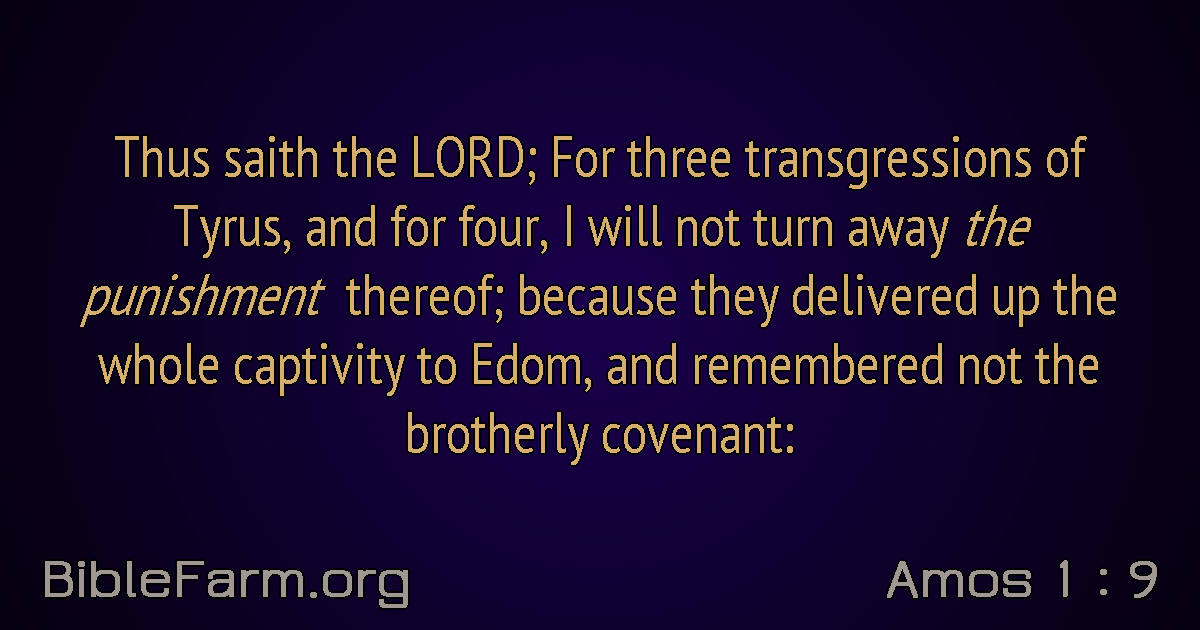 Thus saith the LORD; For three transgressions of
Tyrus, and for four, I will not turn away the
punishment thereof; because they delivered up the
whole captivity to Edom, and remembered not the
brotherly covenant:
BibleFarm.org
Amos 1 : 9